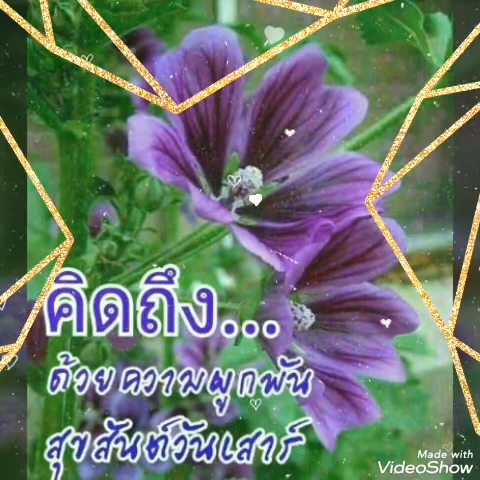 คิดถึง...
ด้วยความผูกพัน
สุขสันต์วันเสาร์
Made with
VideoShow